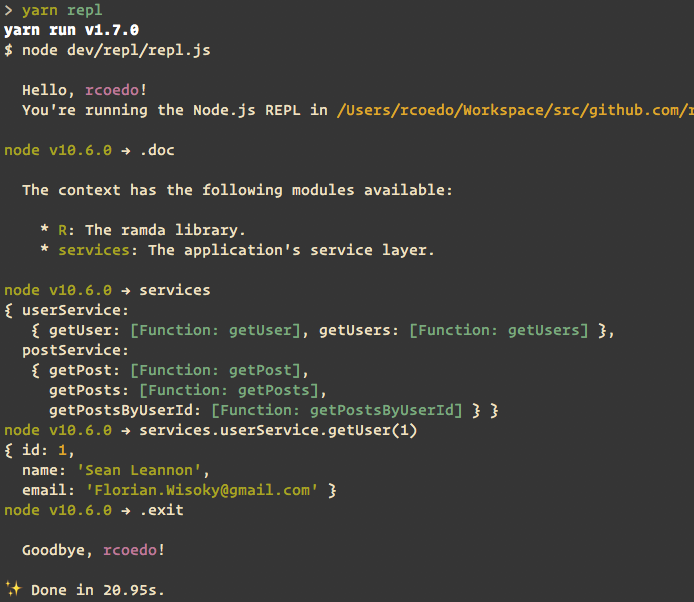 > yarn repl
yarn run v1.7.0
$ node dev/repl/repl.js
Hello, rcoedo!
You're running the Node.js REPL in /Users/rcoedo/Workspace/src/github.com/r
node v10.6.0 → .doc
The context has the following modules available:
* R: The ramda library.
* services: The application's service layer.
node v10.6.0 → services
{ userService:
{ getUser: [Function: getUser], getUsers: [Function: getUsers] },
postService:
{ getPost: [Function: getPost],
getPosts: [Function: getPosts],
getPostsByUserId: [Function: getPostsByUserId] } }
node v10.6.0 → services.userService.getUser(1)
{ id: 1,
name: 'Sean Leannon',
email: 'Florian.Wisoky@gmail.com' }
node v10.6.0 → .exit
Goodbye, rcoedo!
✨ Done in 20.95s.